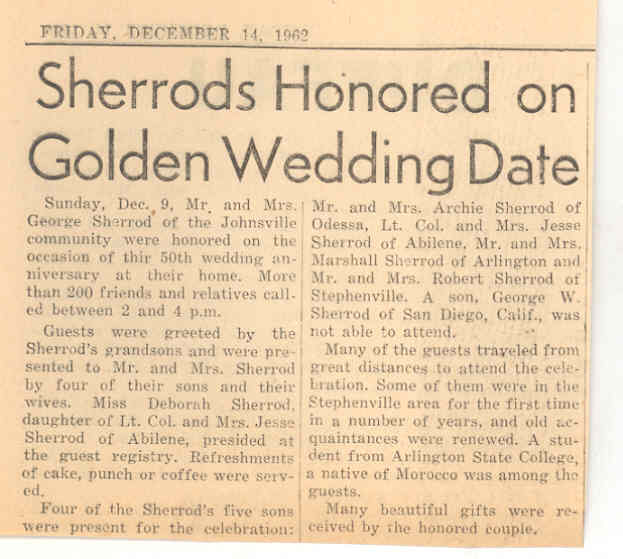 FRIDAY, DECEMBER 14, 1962
Sherrods Honored on
Golden Wedding Date
Sunday, Dec. 9, Mr. and Mrs.
George Sherrod of the Johnsville
community were honored on the
occasion of thir 50th wedding an-
niversary at their home. More
than 200 friends and relatives call-
ed between 2 and 4 p.m.
Guests were greeted by the
Sherrod's grandsons and were pre-
sented to Mr. and Mrs. Sherrod
by four of their sons and their
wives. Miss Deborah Sherrod,
daughter of Lt. Col. and Mrs. Jesse
Sherrod of Abilene, presided at
the guest registry. Refreshments
of cake, punch or coffee were serv-
ed.
Four of the Sherrod's five sons
were present for the celebration:
Mr. and Mrs. Archie Sherrod of
Odessa, Lt. Col. and Mrs. Jesse
Sherrod of Abilene, Mr. and Mrs.
Marshall Sherrod of Arlington and
Mr. and Mrs. Robert Sherrod of
Stephenville. A son, George W.
Sherrod of San Diego, Calif., was
not able to attend.
Many of the guests traveled from
great distances to attend the cele-
bration. Some of them were in the
Stephenville area for the first time
in a number of years, and old ac-
quaintances were renewed. A stu-
dent from Arlington State College,
a native of Morocco was among the
guests.
Many beautiful gifts were re-
ceived by the honored couple.